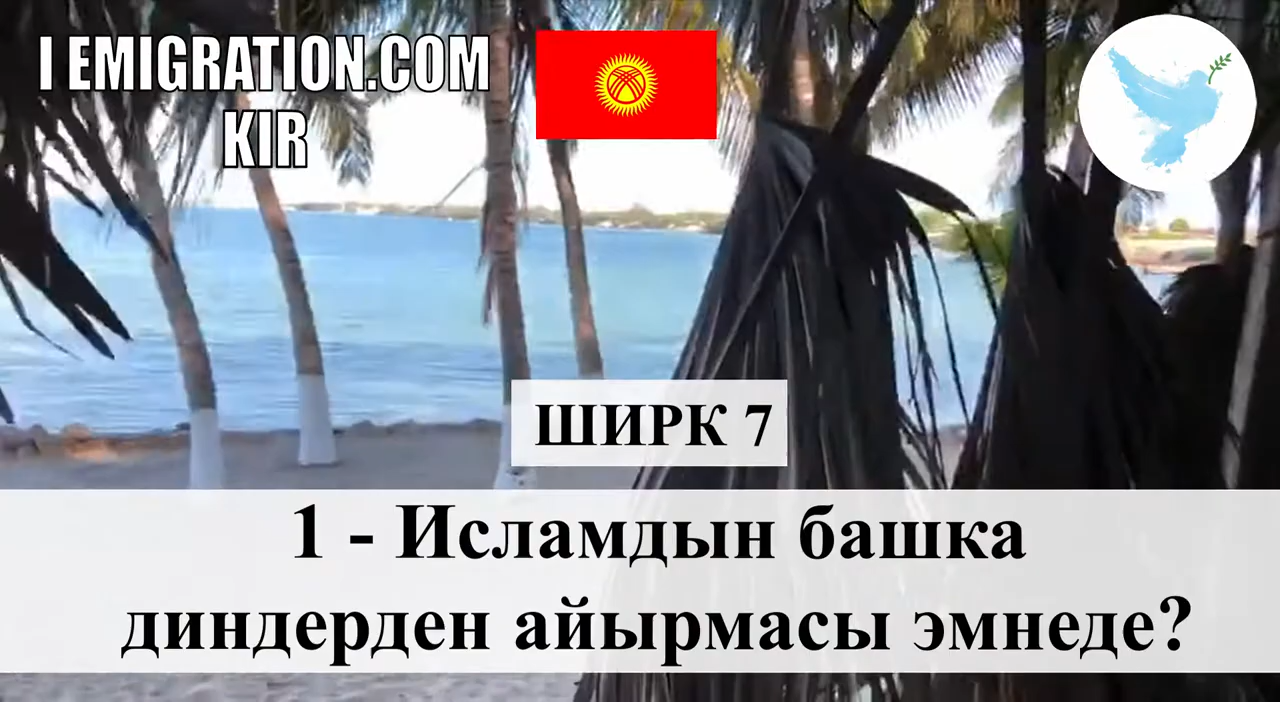 I EMIGRATION.COM
KIR
ШИРК 7
1 - Исламдын башка
диндерден айырмасы эмнеде?